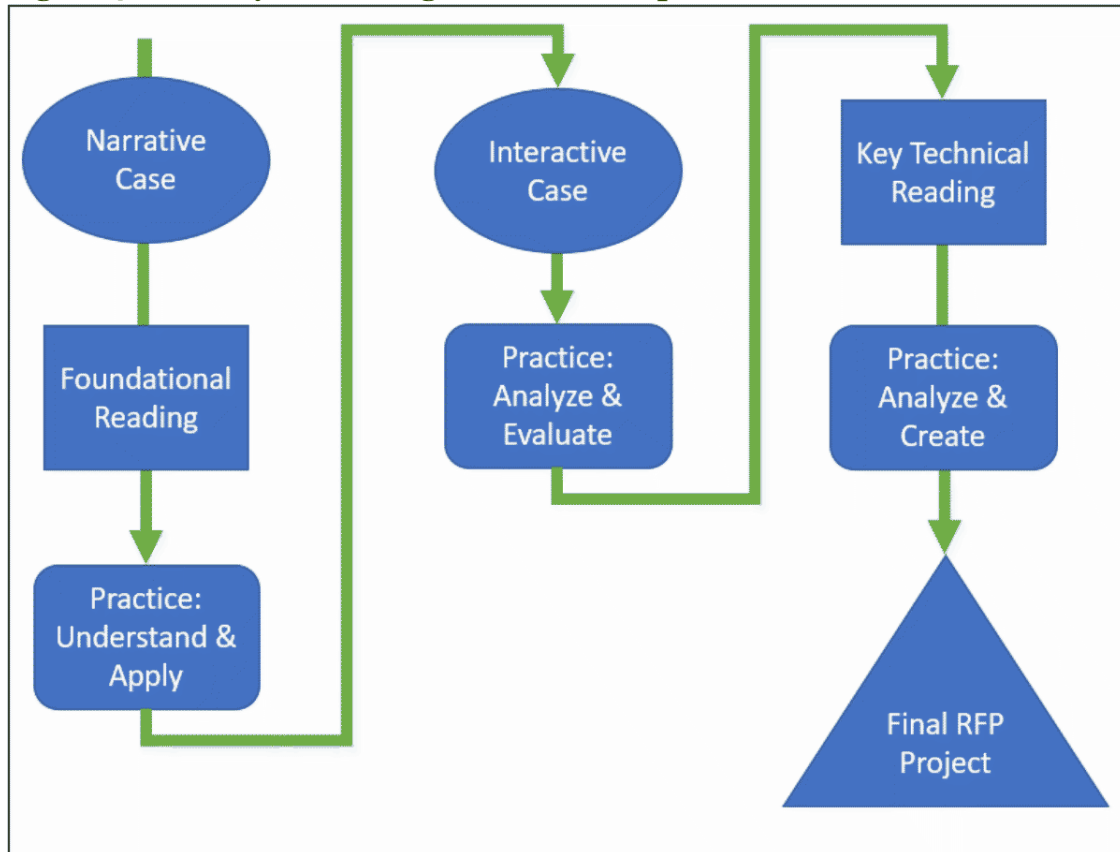 Narrative
Case
Foundational
Reading
Practice:
Understand &
Apply
Interactive
Case
Practice:
Analyze &
Evaluate
Key Technical
Reading
Practice:
Analyze &
Create
Final RFP
Project